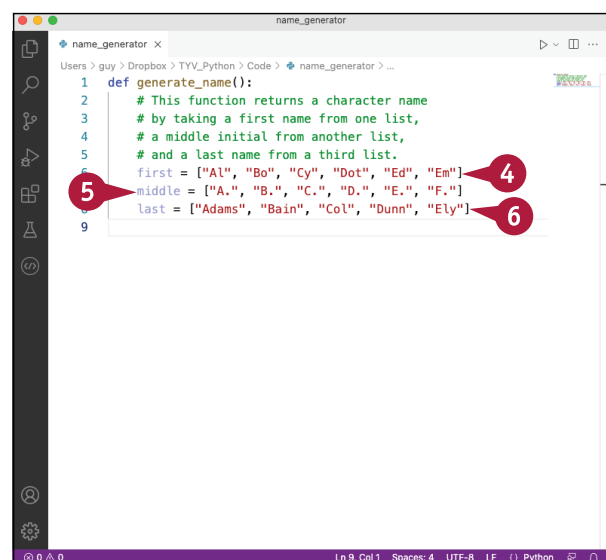 name_generator
name_generator ×
Users > guy > Dropbox > TYV_Python > Code > name_generator > ...
1 def generate_name():
2 # This function returns a character name
3 # by taking a first name from one list,
4 # a middle initial from another list,
5 # and a last name from a third list.
first = ["Al", "Bo", "Cy", "Dot", "Ed", "Em"] 4
5 middle = ["A.", "B.", "C.", "D.", "E.", "F."]
last = ["Adams", "Bain", "Col", "Dunn", "Ely"] 6
9
0 0 Ln 9, Col 1 Spaces: 4 UTF-8 LF {} Python